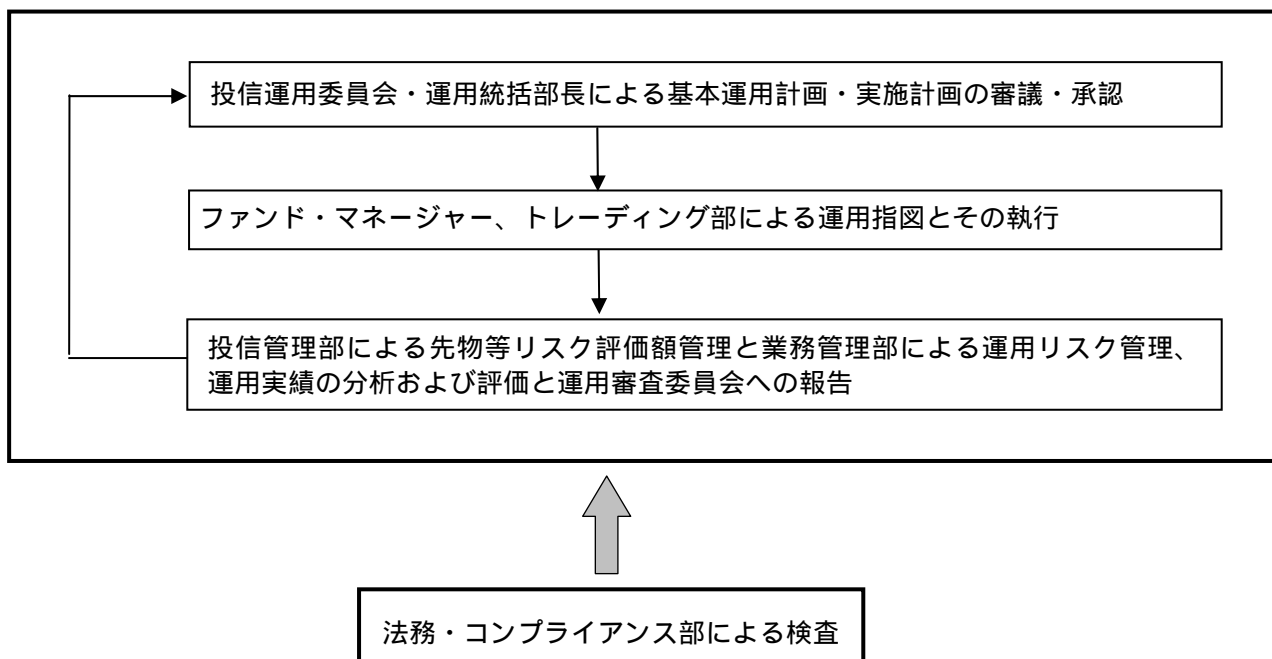 投信運用委員会・運用統括部長による基本運用計画・実施計画の審議・承認
ファンド・マネージャー、トレーディング部による運用指図とその執行
投信管理部による先物等リスク評価額管理と業務管理部による運用リスク管理、
運用実績の分析および評価と運用審査委員会への報告
法務・コンプライアンス部による検査